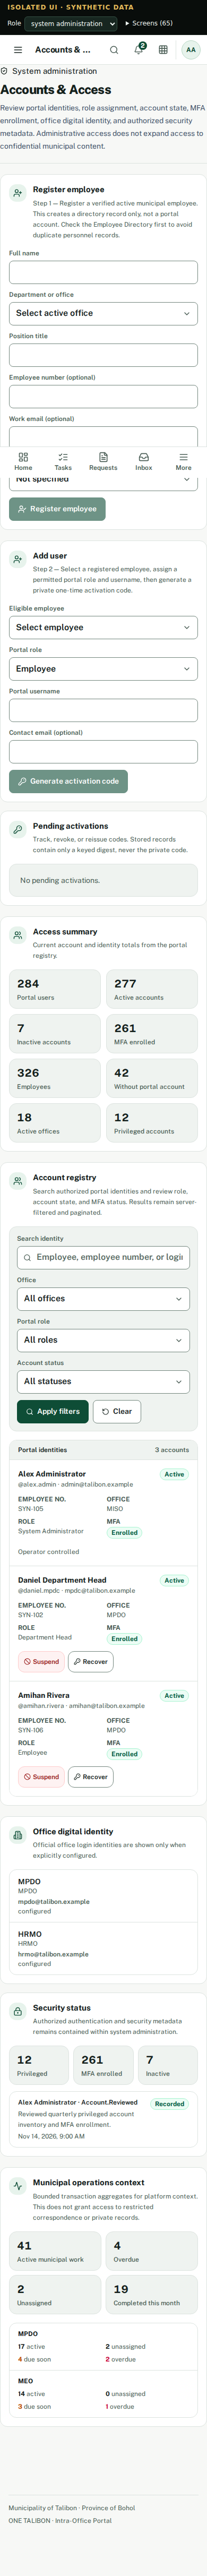 ISOLATED UI · SYNTHETIC DATA
Role system administration ▶ Screens (65)
Accounts & ...
2
AA
System administration
Accounts & Access
Review portal identities, role assignment, account state, MFA
enrollment, office digital identity, and authorized security
metadata. Administrative access does not expand access to
confidential municipal content.
Register employee
Step 1 — Register a verified active municipal employee.
This creates a directory record only, not a portal
account. Check the Employee Directory first to avoid
duplicate personnel records.
Full name
Department or office
Select active office
Position title
Employee number (optional)
Work email (optional)
Home
Tasks
Requests
Inbox
More
Not specified
Register employee
Add user
Step 2 — Select a registered employee, assign a
permitted portal role and username, then generate a
private one-time activation code.
Eligible employee
Select employee
Portal role
Employee
Portal username
Contact email (optional)
Generate activation code
Pending activations
Track, revoke, or reissue codes. Stored records
contain only a keyed digest, never the private code.
No pending activations.
Access summary
Current account and identity totals from the portal
registry.
284
Portal users
277
Active accounts
7
Inactive accounts
261
MFA enrolled
326
Employees
42
Without portal account
18
Active offices
12
Privileged accounts
Account registry
Search authorized portal identities and review role,
account state, and MFA status. Results remain server-
filtered and paginated.
Search identity
Employee, employee number, or login
Office
All offices
Portal role
All roles
Account status
All statuses
Apply filters
Clear
Portal identities
3 accounts
Alex Administrator
Active
@alex.admin · admin@talibon.example
EMPLOYEE NO.
SYN-105
OFFICE
MISO
ROLE
System Administrator
MFA
Enrolled
Operator controlled
Daniel Department Head
Active
@daniel.mpdc · mpdc@talibon.example
EMPLOYEE NO.
SYN-102
OFFICE
MPDO
ROLE
Department Head
MFA
Enrolled
Suspend
Recover
Amihan Rivera
Active
@amihan.rivera · amihan@talibon.example
EMPLOYEE NO.
SYN-106
OFFICE
MPDO
ROLE
Employee
MFA
Enrolled
Suspend
Recover
Office digital identity
Official office login identities are shown only when
explicitly configured.
MPDO
MPDO
mpdo@talibon.example
configured
HRMO
HRMO
hrmo@talibon.example
configured
Security status
Authorized authentication and security metadata
remains contained within system administration.
12
Privileged
261
MFA enrolled
7
Inactive
Alex Administrator · Account.Reviewed
Recorded
Reviewed quarterly privileged account
inventory and MFA enrollment.
Nov 14, 2026, 9:00 AM
Municipal operations context
Bounded transaction aggregates for platform context.
This does not grant access to restricted
correspondence or private records.
41
Active municipal work
4
Overdue
2
Unassigned
19
Completed this month
MPDO
17 active
2 unassigned
4 due soon
2 overdue
MEO
14 active
0 unassigned
3 due soon
1 overdue
Municipality of Talibon · Province of Bohol
ONE TALIBON · Intra-Office Portal